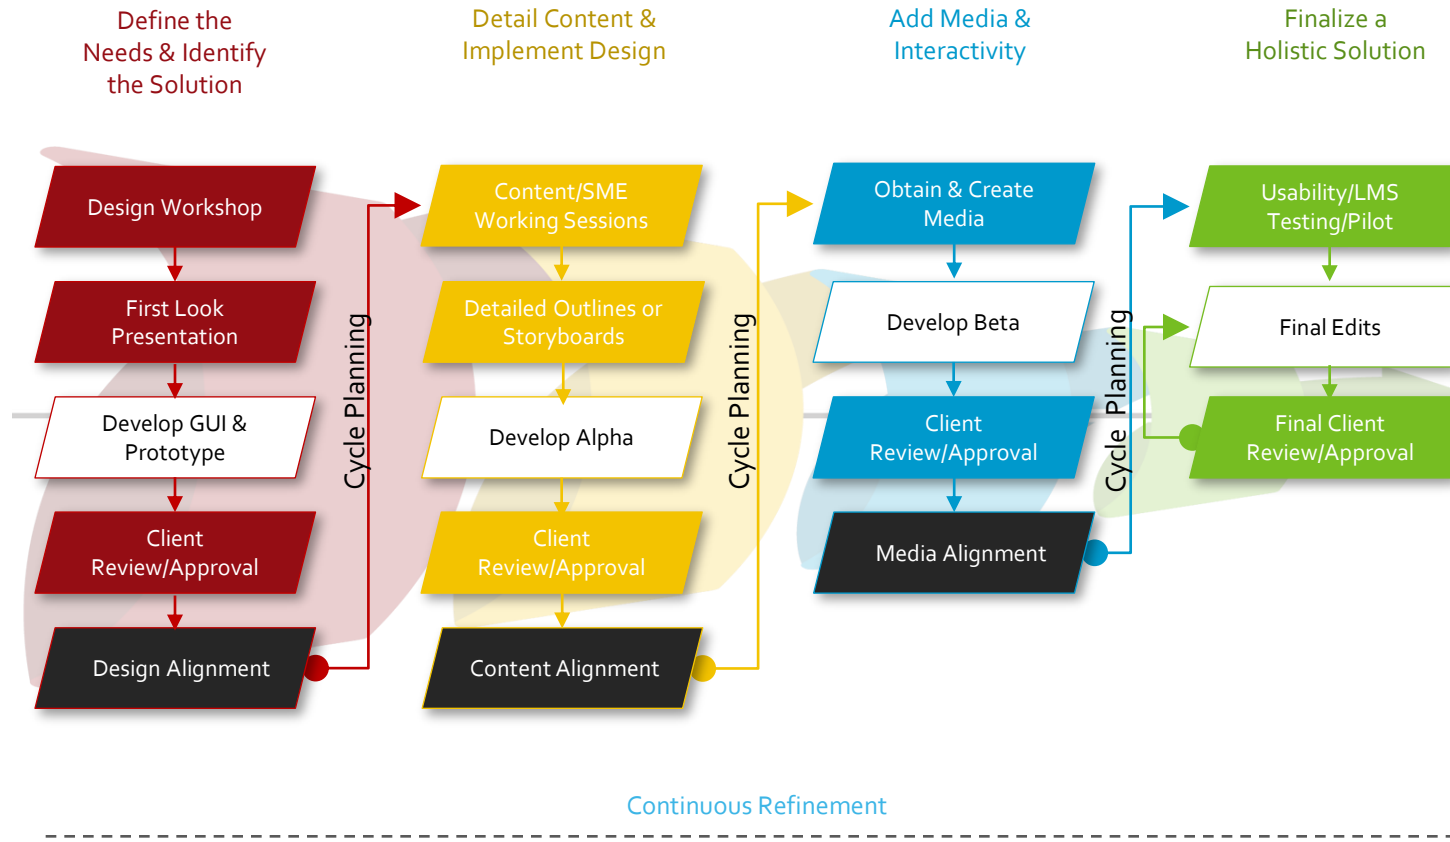 Define the
Needs & Identify
the Solution
Detail Content &
Implement Design
Add Media &
Interactivity
Finalize a
Holistic Solution
Design Workshop
First Look
Presentation
Develop GUI &
Prototype
Client
Review/Approval
Design Alignment
Cycle Planning
Content/SME
Working Sessions
Detailed Outlines or
Storyboards
Develop Alpha
Client
Review/Approval
Content Alignment
Cycle Planning
Obtain & Create
Media
Develop Beta
Client
Review/Approval
Media Alignment
Cycle Planning
Usability/LMS
Testing/Pilot
Final Edits
Final Client
Review/Approval
Continuous Refinement